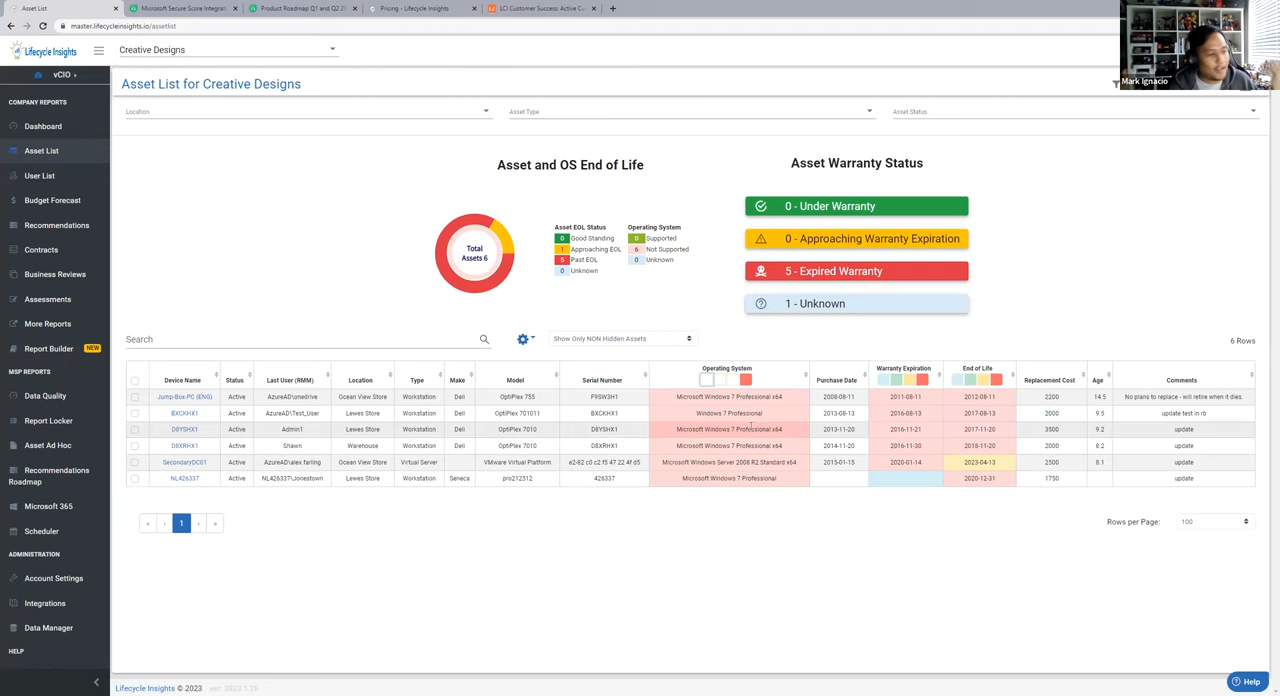 Asset List
Microsoft Secure Score Integrat
Product Roadmap Q1 and Q2 2
Pricing - Lifecycle Insights
LCI Customer Success: Active Cu
master.lifecycleinsights.io/assetlist
Lifecycle Insights
Creative Designs
vCIO
COMPANY REPORTS
Dashboard
Asset List
User List
Budget Forecast
Recommendations
Contracts
Business Reviews
Assessments
More Reports
Report Builder NEW
MSP REPORTS
Data Quality
Report Locker
Asset Ad Hoc
Recommendations
Roadmap
Microsoft 365
Scheduler
ADMINISTRATION
Account Settings
Integrations
Data Manager
HELP
Mark Ignacio
Asset List for Creative Designs
Location Asset Type Asset Status
Asset and OS End of Life
Total
Assets 6
Asset EOL Status Operating System
0 Good Standing 0 Supported
1 Approaching EOL 6 Not Supported
5 Past EOL 0 Unknown
0 Unknown
Asset Warranty Status
0 - Under Warranty
0 - Approaching Warranty Expiration
5 - Expired Warranty
1 - Unknown
Search Show Only NON Hidden Assets 6 Rows
Device Name Status Last User (RMM) Location Type Make Model Serial Number Operating System Purchase Date Warranty Expiration End of Life Replacement Cost Age Comments
Jump-Box-PC (ENG) Active AzureAD\onedrive Ocean View Store Workstation Dell OptiPlex 755 F9SW3H1 Microsoft Windows 7 Professional x64 2008-08-11 2011-08-11 2012-08-11 2200 14.5 No plans to replace - will retire when it dies.
BXCKHX1 Active AzureAD\Test_User Lewes Store Workstation Dell OptiPlex 701011 BXCKHX1 Windows 7 Professional 2013-08-13 2016-08-13 2017-08-13 2000 9.5 update test in rb
D8YSHX1 Active Admin1 Lewes Store Workstation Dell OptiPlex 7010 D8YSHX1 Microsoft Windows 7 Professional x64 2013-11-20 2016-11-21 2017-11-20 3500 9.2 update
D8XRHX1 Active Shawn Warehouse Workstation Dell OptiPlex 7010 D8XRHX1 Microsoft Windows 7 Professional x64 2014-11-20 2016-11-30 2018-11-20 2000 8.2 update
SecondaryDC01 Active AzureAD\alex.farling Ocean View Store Virtual Server VMware Virtual Platform e2-82 c0 c2 f5 47 22 4f d5 Microsoft Windows Server 2008 R2 Standard x64 2015-01-15 2020-01-14 2023-04-13 2500 8.1 update
NL426337 Active NL426337\Jonestown Lewes Store Workstation Seneca pro212512 426337 Microsoft Windows 7 Professional 2020-12-31 1750 update
« ‹ 1 › »
Rows per Page: 100
Lifecycle Insights © 2023 ver: 2023.1.26
Help